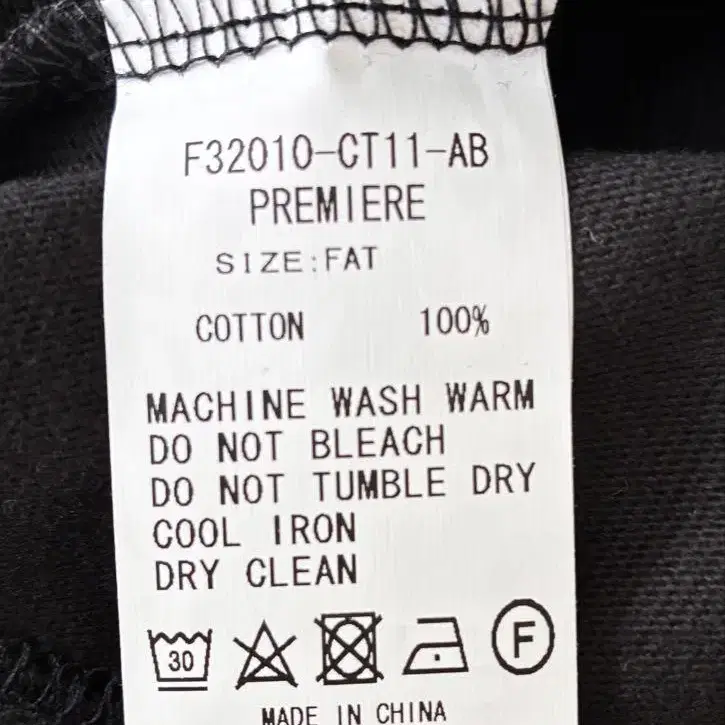 F32010-CT11-AB
PREMIERE
SIZE:FAT
COTTON 100%
MACHINE WASH WARM
DO NOT BLEACH
DO NOT TUMBLE DRY
COOL IRON
DRY CLEAN
30 F
MADE IN CHINA